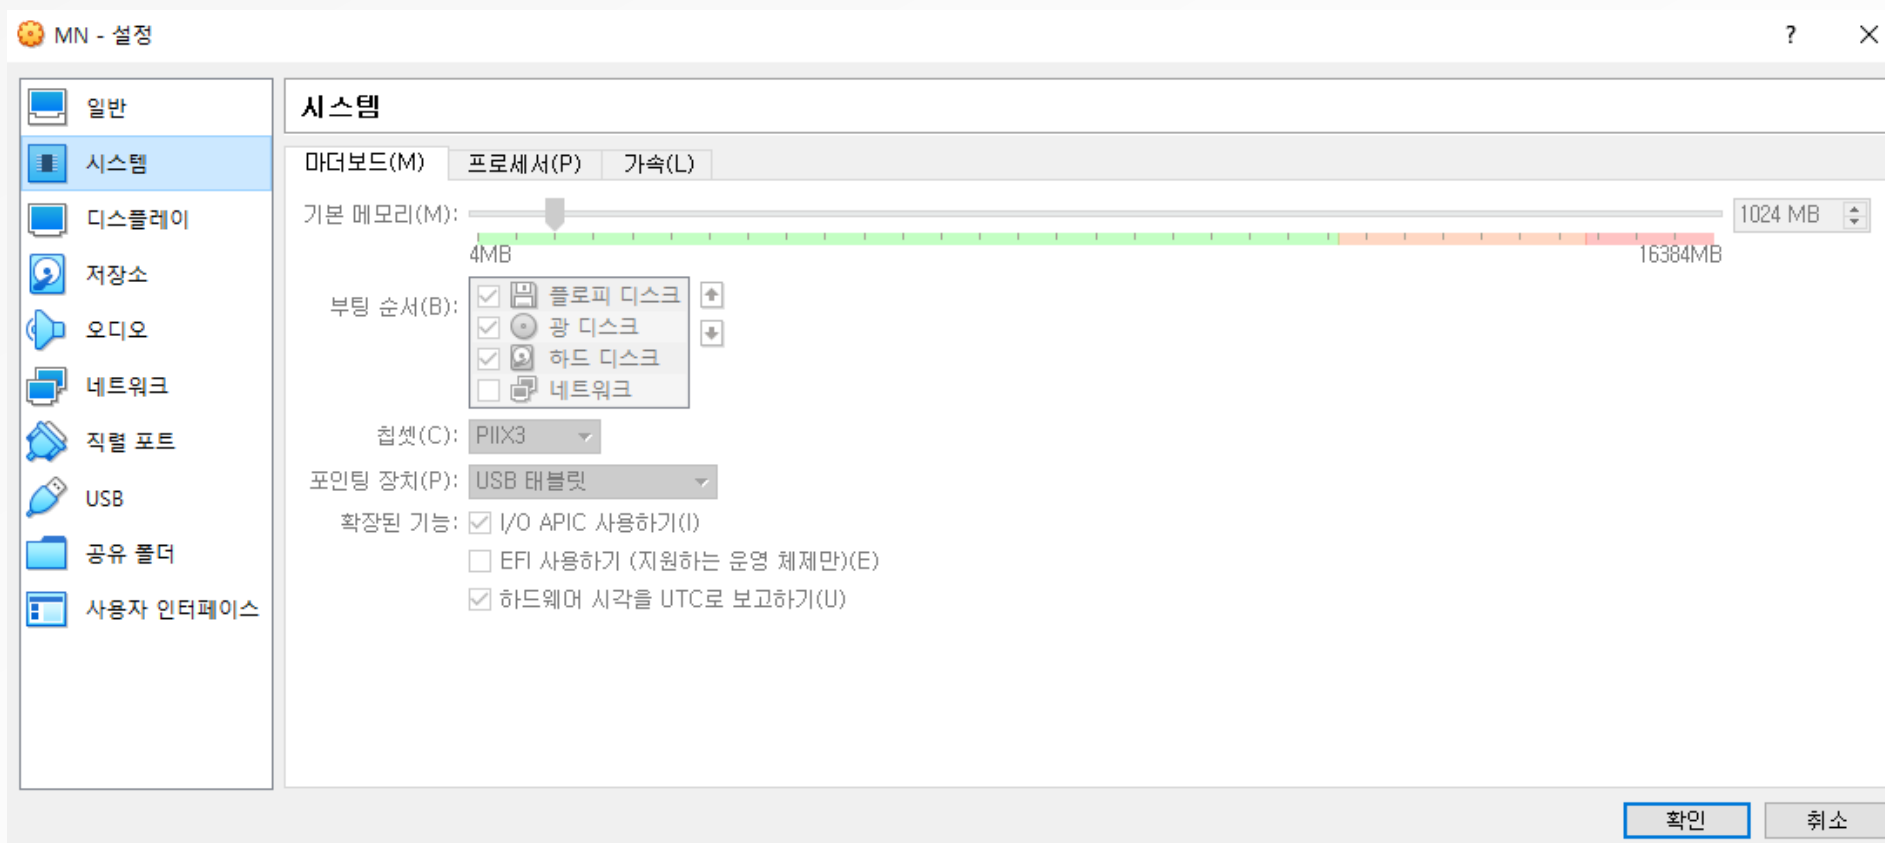 MN - 설정
?
일반
시스템
디스플레이
저장소
오디오
네트워크
직렬 포트
USB
공유 폴더
사용자 인터페이스
시스템
마더보드(M) 프로세서(P) 가속(L)
기본 메모리(M): 1024 MB
4MB 16384MB
부팅 순서(B): 플로피 디스크
광 디스크
하드 디스크
네트워크
칩셋(C): PIIX3
포인팅 장치(P): USB 태블릿
확장된 기능: I/O APIC 사용하기(I)
EFI 사용하기 (지원하는 운영 체제만)(E)
하드웨어 시각을 UTC로 보고하기(U)
확인 취소